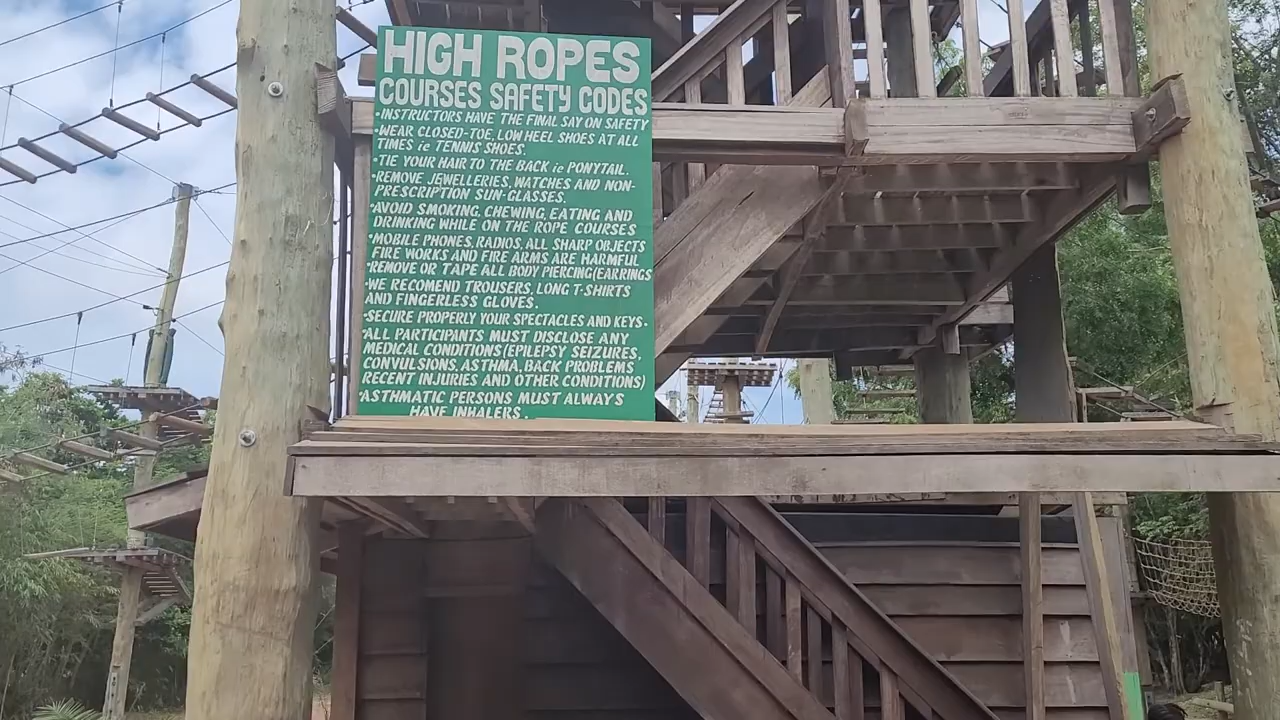 HIGH ROPES
COURSES SAFETY CODES
•INSTRUCTORS HAVE THE FINAL SAY ON SAFETY
•WEAR CLOSED-TOE, LOW HEEL SHOES AT ALL
TIMES ie TENNIS SHOES.
•TIE YOUR HAIR TO THE BACK ie PONYTAIL.
•REMOVE JEWELLERIES, WATCHES AND NON-
PRESCRIPTION SUN-GLASSES.
AVOID SMOKING, CHEWING, EATING AND
DRINKING WHILE ON THE ROPE COURSES
•MOBILE PHONES, RADIOS, ALL SHARP OBJECTS
FIRE WORKS AND FIRE ARMS ARE HARMFUL
•REMOVE OR TAPE ALL BODY PIERCING(EARRINGS
•WE RECOMEND TROUSERS, LONG T-SHIRTS
AND FINGERLESS GLOVES.
•SECURE PROPERLY YOUR SPECTACLES AND KEYS.
•ALL PARTICIPANTS MUST DISCLOSE ANY
MEDICAL CONDITIONS(EPILEPSY SEIZURES,
CONVULSIONS, ASTHMA, BACK PROBLEMS
RECENT INJURIES AND OTHER CONDITIONS)
•ASTHMATIC PERSONS MUST ALWAYS
HAVE INHALERS.